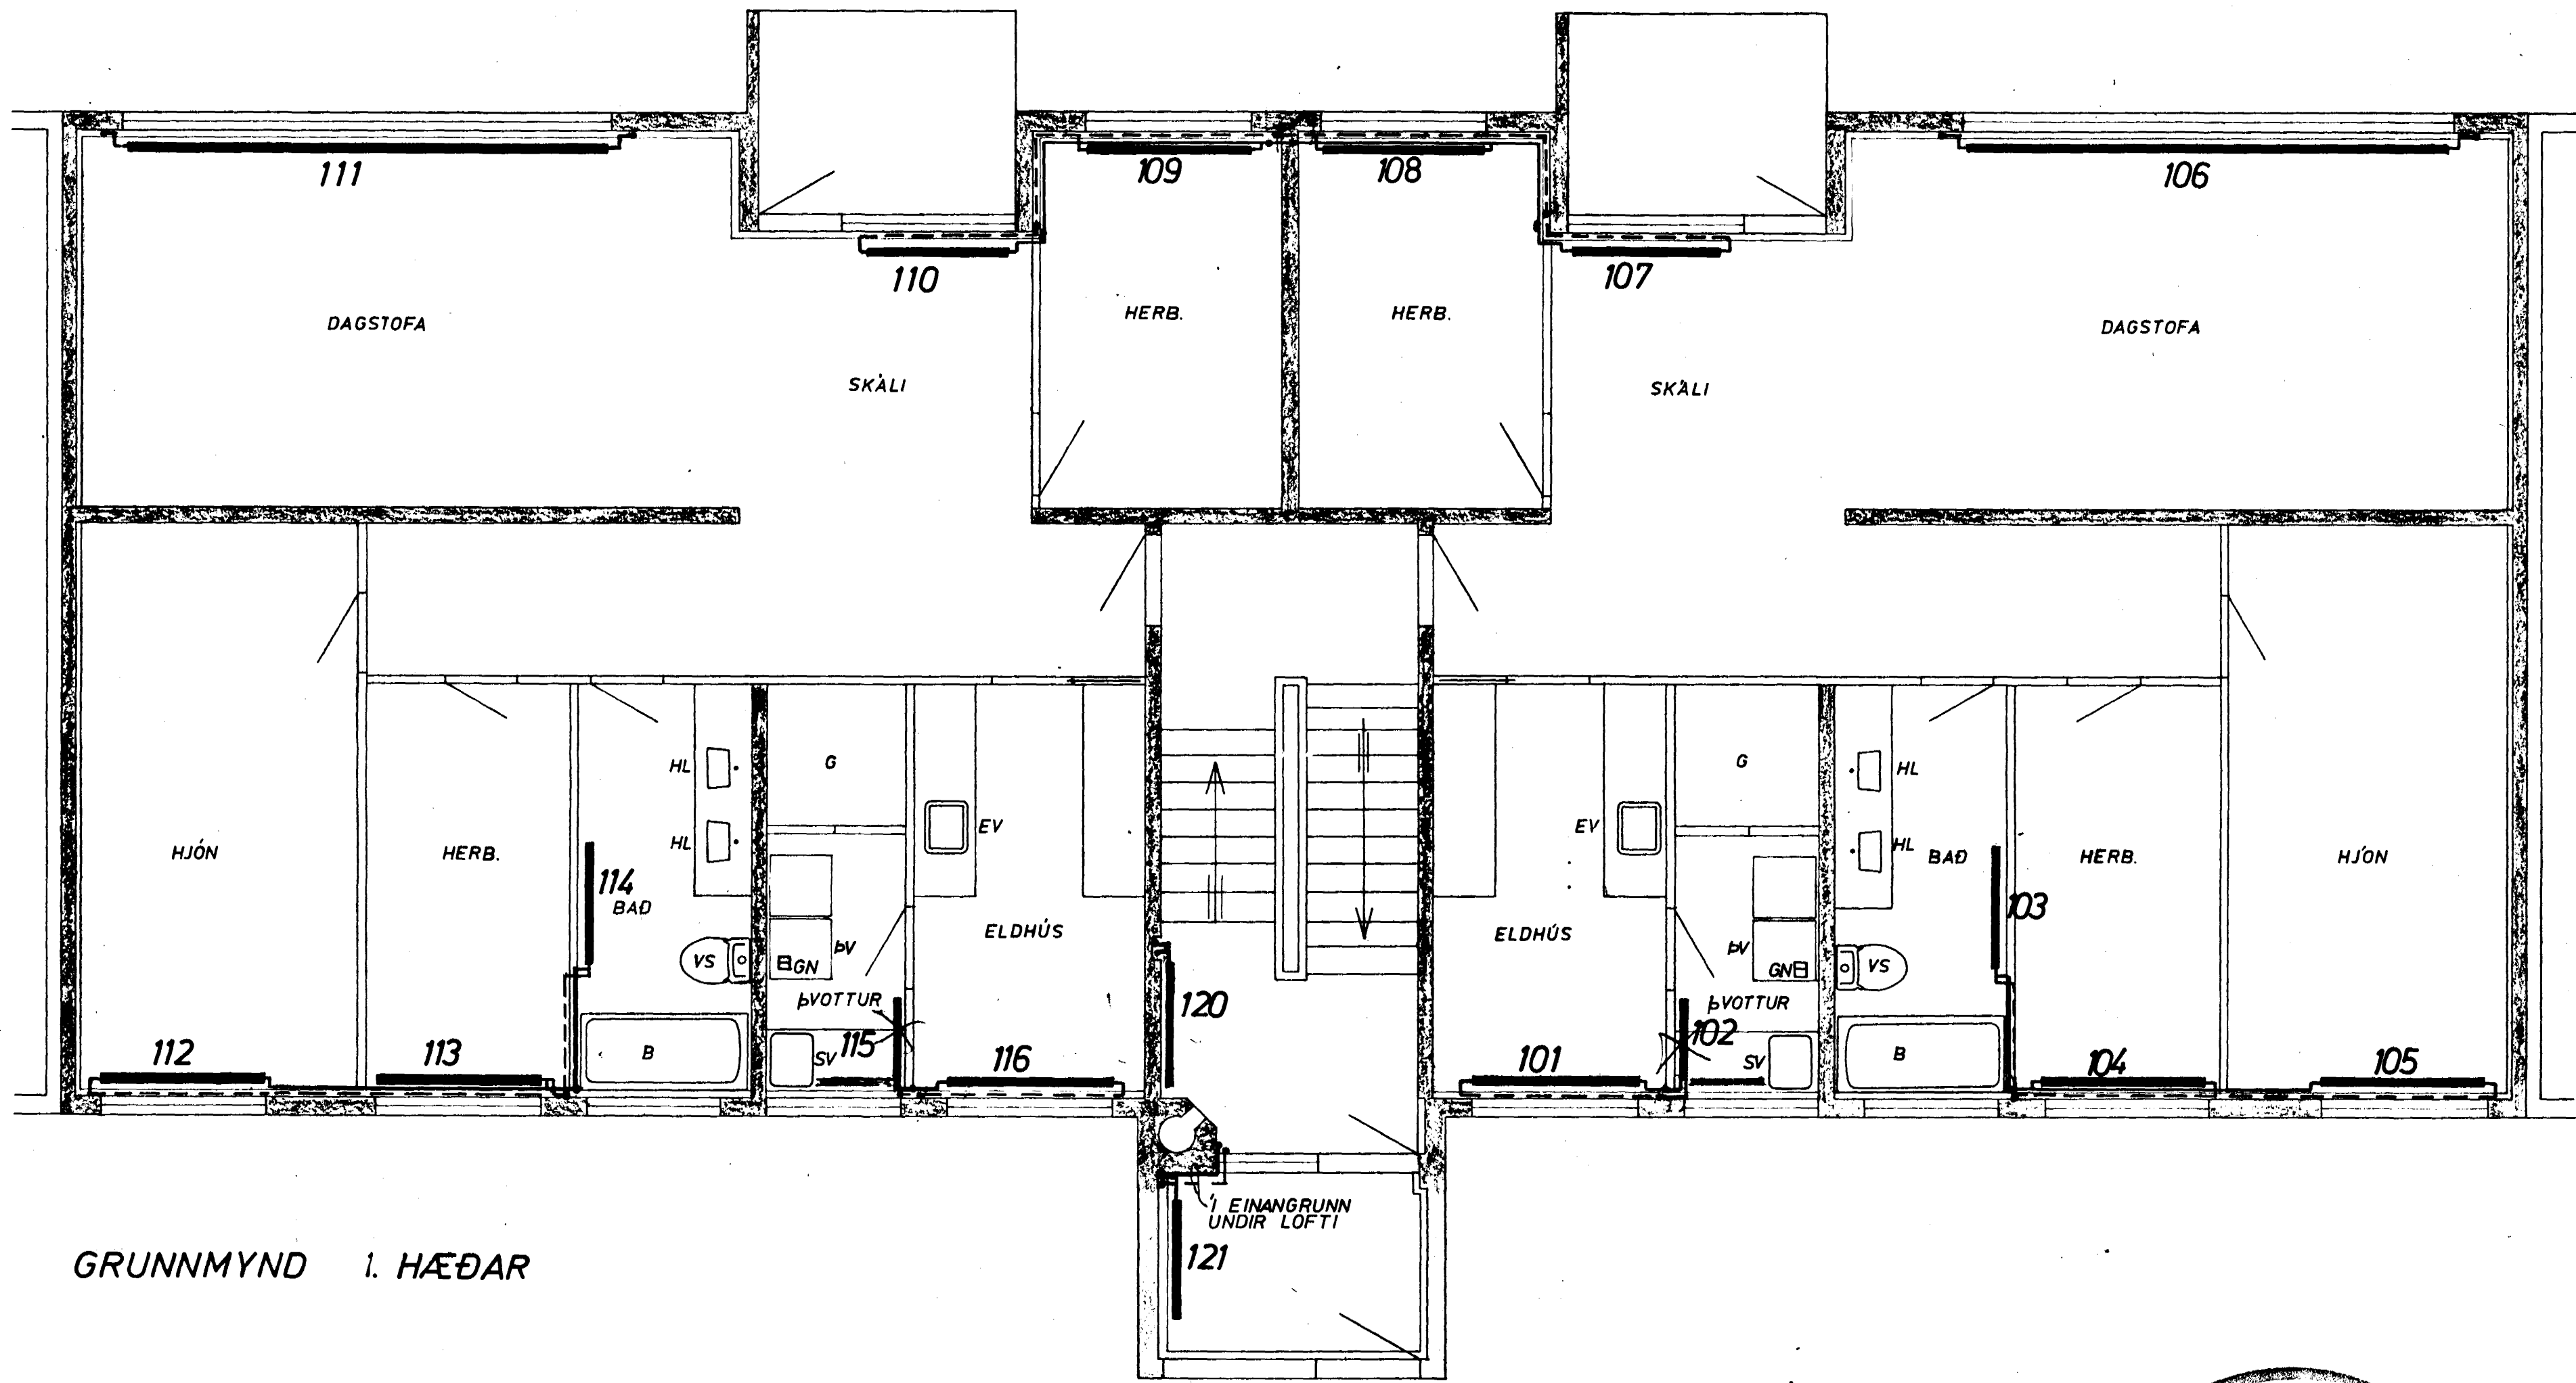 111
109
108
106
110
107
DAGSTOFA
HERB.
HERB.
DAGSTOFA
SKÀLI
SKÀLI
HL
G
G
HL
EV
EV
HL
HL
HJÓN
HERB.
BAÐ
HERB.
HJÓN
114
BAÐ
103
ELDHÚS
ELDHÚS
VS
GN
ÞV
ÞV
GN
VS
ÞVOTTUR
120
ÞVOTTUR
112
113
B
SV
115
116
101
102
SV
B
104
105
Í EINANGRUNN
UNDIR LOFTI
121
GRUNNMYND 1. HÆÐAR